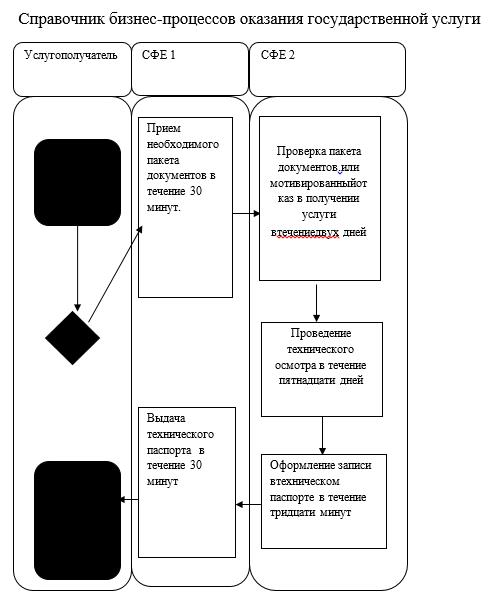 Справочник бизнес-процессов оказания государственной услуги
Услугополучатель
СФЕ 1
СФЕ 2
Прием
необходимого
пакета
документов в
течение 30
минут.
Проверка пакета
документов,или
мотивированныйот
каз в получении
услуги
втечениедвух дней
Проведение
технического
осмотра в течение
пятнадцати дней
Выдача
технического
паспорта в
течение 30
минут
Оформление записи
втехническом
паспорте в течение
тридцати минут